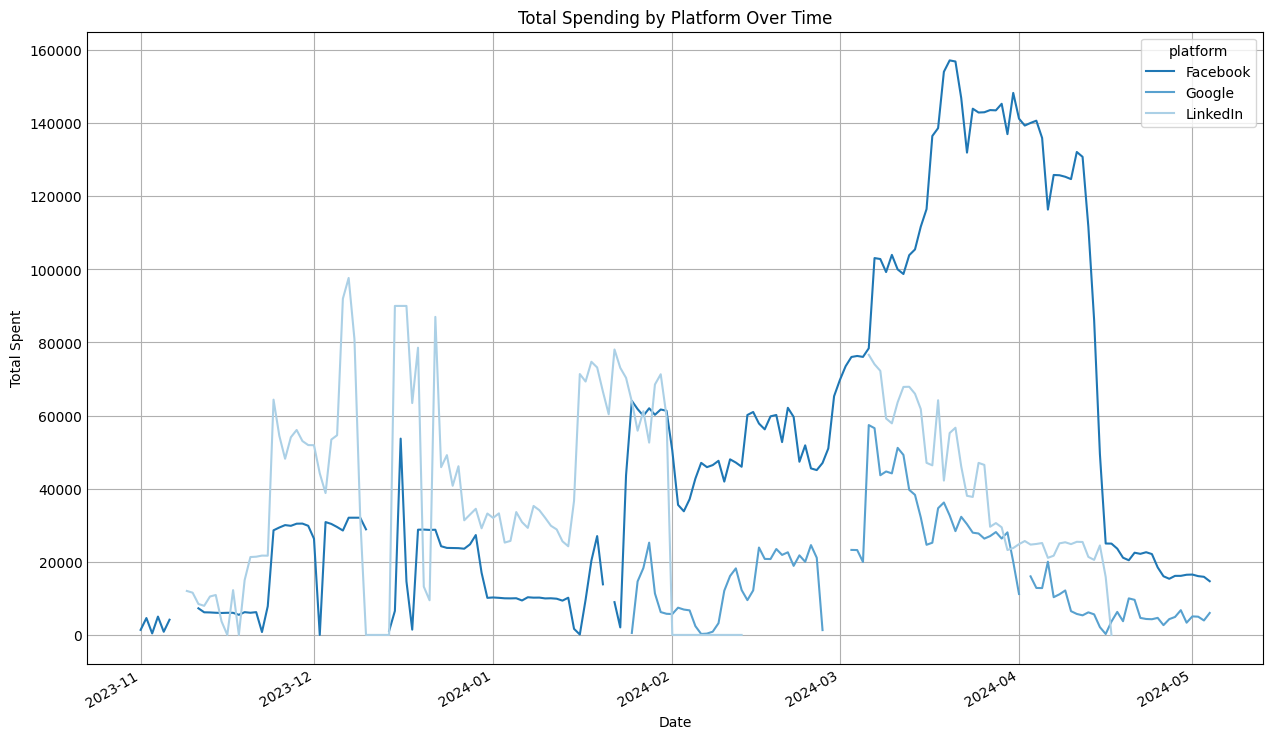 Total Spending by Platform Over Time
platform
Facebook
Google
LinkedIn
Total Spent
160000
140000
120000
100000
80000
60000
40000
20000
0
2023-11
2023-12
2024-01
2024-02
2024-03
2024-04
2024-05
Date